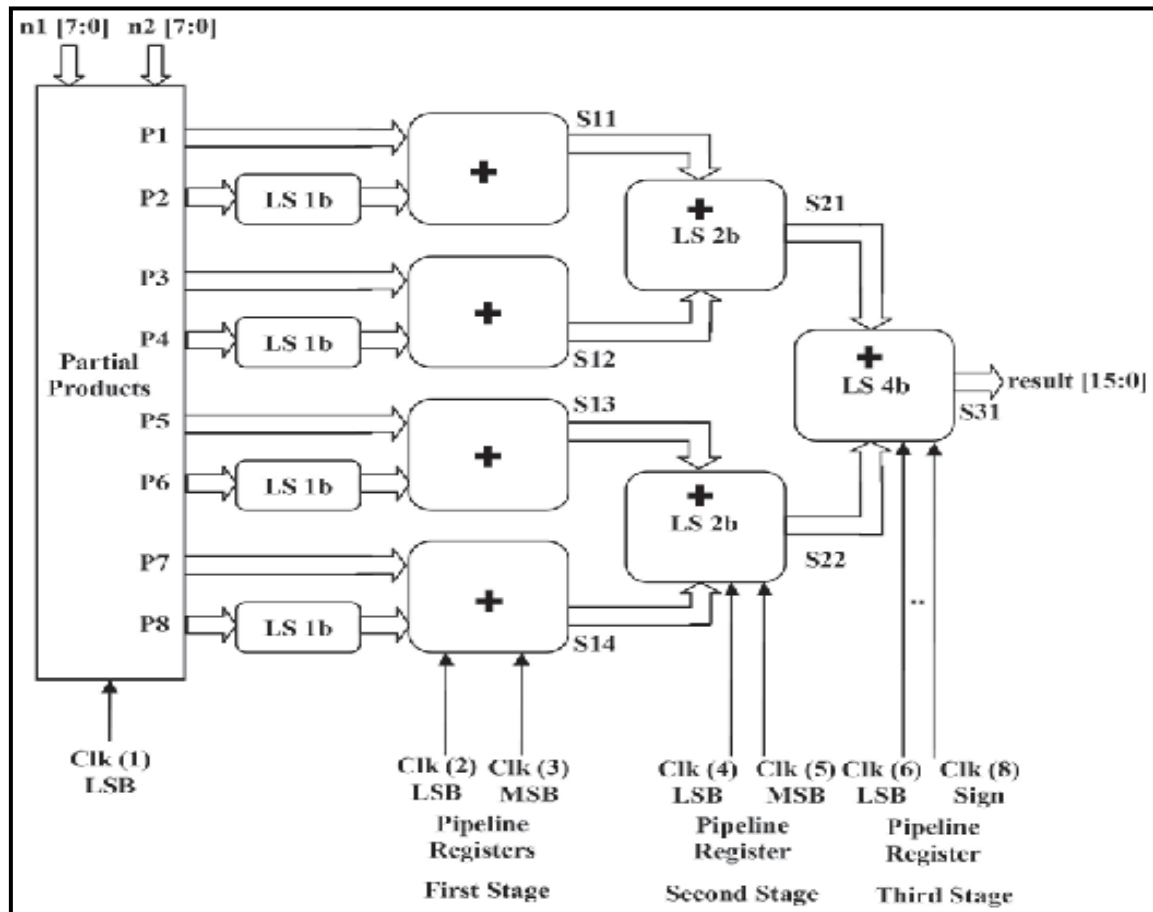 n1 [7:0] n2 [7:0]
P1
S11
+
P2
LS 1b
+
LS 2b
S21
P3
+
P4
LS 1b
S12
Partial
Products
+
LS 4b
result [15:0]
S31
P5
S13
+
P6
LS 1b
+
LS 2b
S22
P7
+
P8
LS 1b
S14
..
Clk (1)
LSB
Clk (2)
LSB
Clk (3)
MSB
Pipeline
Registers
First Stage
Clk (4)
LSB
Clk (5)
MSB
Pipeline
Register
Second Stage
Clk (6)
LSB
Clk (8)
Sign
Pipeline
Register
Third Stage